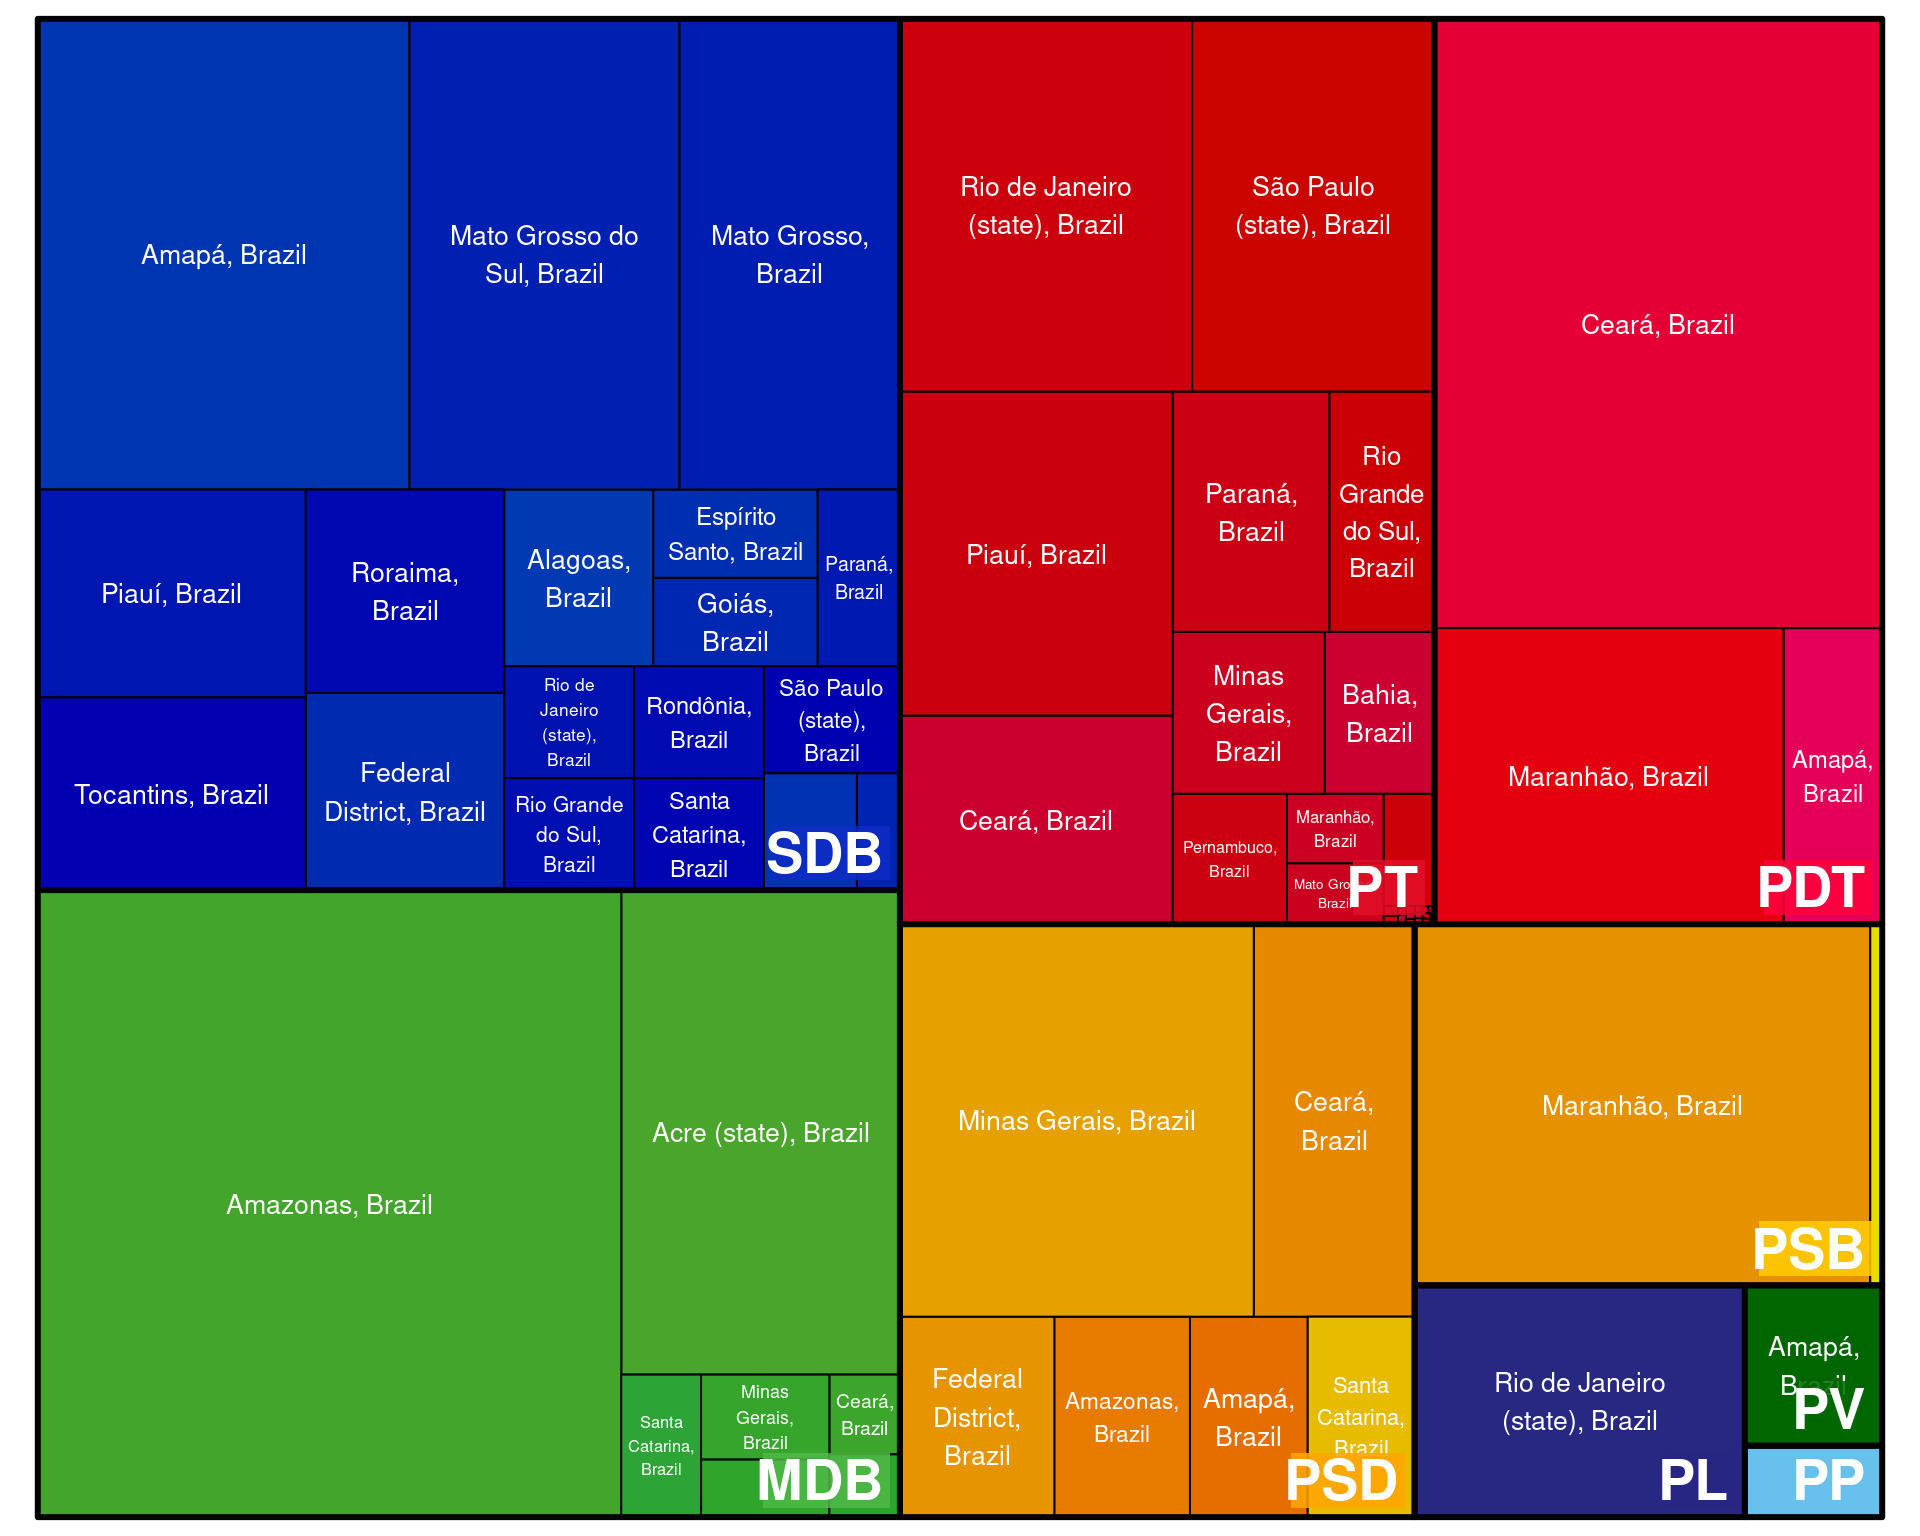 Amapá, Brazil
Mato Grosso do
Sul, Brazil
Mato Grosso,
Brazil
Piauí, Brazil
Roraima,
Brazil
Alagoas,
Brazil
Espírito
Santo, Brazil
Goiás,
Brazil
Paraná,
Brazil
Tocantins, Brazil
Federal
District, Brazil
Rio de
Janeiro
(state),
Brazil
Rondônia,
Brazil
São Paulo
(state),
Brazil
Rio Grande
do Sul,
Brazil
Santa
Catarina,
Brazil
SDB
Rio de Janeiro
(state), Brazil
São Paulo
(state), Brazil
Piauí, Brazil
Paraná,
Brazil
Rio
Grande
do Sul,
Brazil
Minas
Gerais,
Brazil
Bahia,
Brazil
Ceará, Brazil
Pernambuco,
Brazil
Maranhão,
Brazil
Mato
Brazil
PT
Ceará, Brazil
Maranhão, Brazil
Amapá,
Brazil
PDT
Amazonas, Brazil
Acre (state), Brazil
Santa
Catarina,
Brazil
Minas
Gerais,
Brazil
Ceará,
Brazil
MDB
Minas Gerais, Brazil
Ceará,
Brazil
Federal
District,
Brazil
Amazonas,
Brazil
Amapá,
Brazil
Santa
Catarina,
Brazil
PSD
Maranhão, Brazil
PSB
Rio de Janeiro
(state), Brazil
PL
Amapá,
Brazil
PV
PP